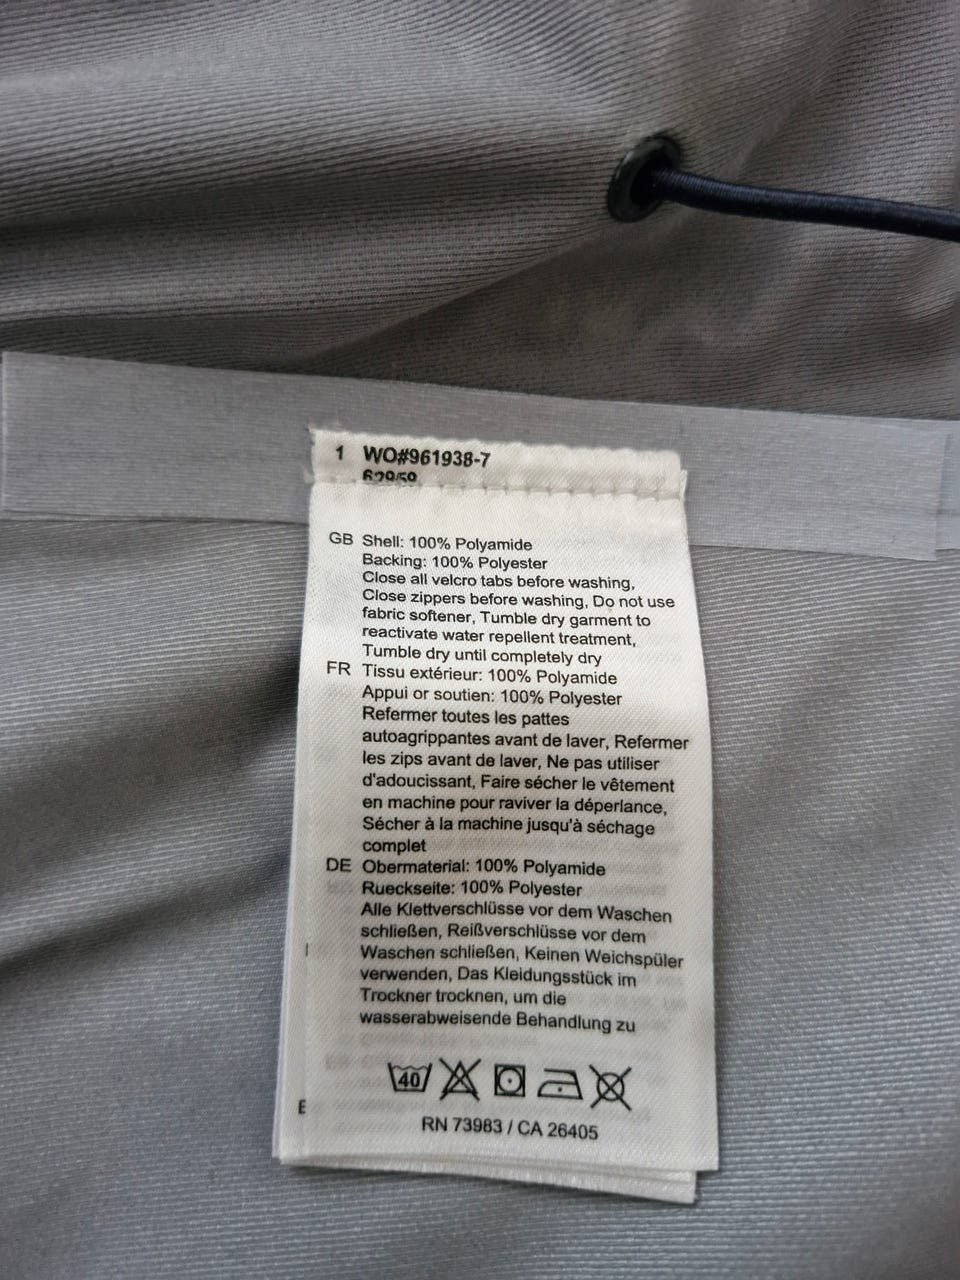 1 WO#961938-7
GB Shell: 100% Polyamide
Backing: 100% Polyester
Close all velcro tabs before washing,
Close zippers before washing, Do not use
fabric softener, Tumble dry garment to
reactivate water repellent treatment,
Tumble dry until completely dry
FR Tissu extérieur: 100% Polyamide
Appui or soutien: 100% Polyester
Refermer toutes les pattes
autoagrippantes avant de laver, Refermer
les zips avant de laver, Ne pas utiliser
d'adoucissant, Faire sécher le vêtement
en machine pour raviver la déperlance,
Sécher à la machine jusqu'à séchage
complet
DE Obermaterial: 100% Polyamide
Rueckseite: 100% Polyester
Alle Klettverschlüsse vor dem Waschen
schließen, Reißverschlüsse vor dem
Waschen schließen, Keinen Weichspüler
verwenden, Das Kleidungsstück im
Trockner trocknen, um die
wasserabweisende Behandlung zu
40
RN 73983 / CA 26405